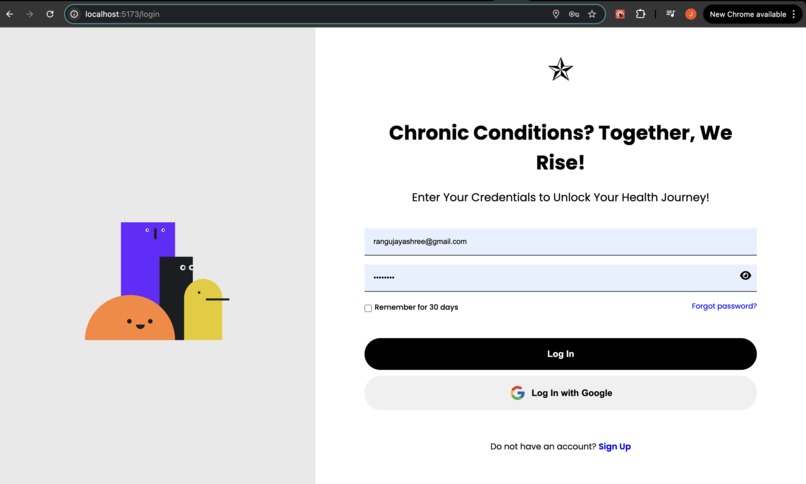 localhost:5173/login
J
New Chrome available
Chronic Conditions? Together, We
Rise!
Enter Your Credentials to Unlock Your Health Journey!
rangujayashree@gmail.com
••••••••
Remember for 30 days
Forgot password?
Log In
Log In with Google
Do not have an account? Sign Up